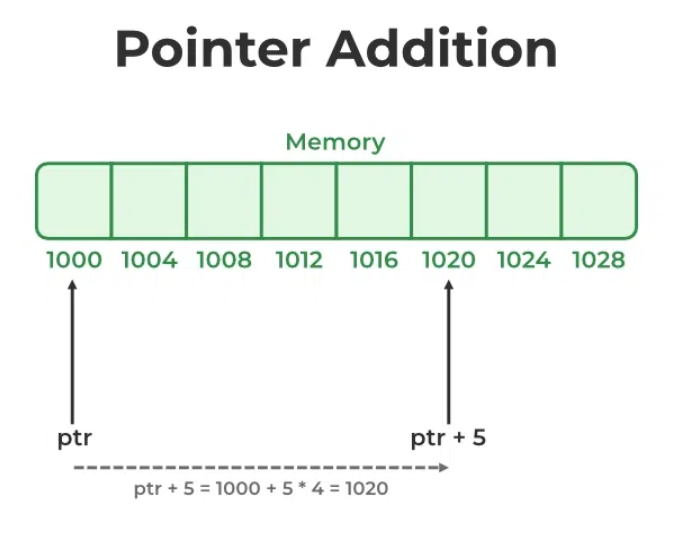 Pointer Addition
Memory
1000 1004 1008 1012 1016 1020 1024 1028
ptr ptr + 5
ptr + 5 = 1000 + 5 * 4 = 1020